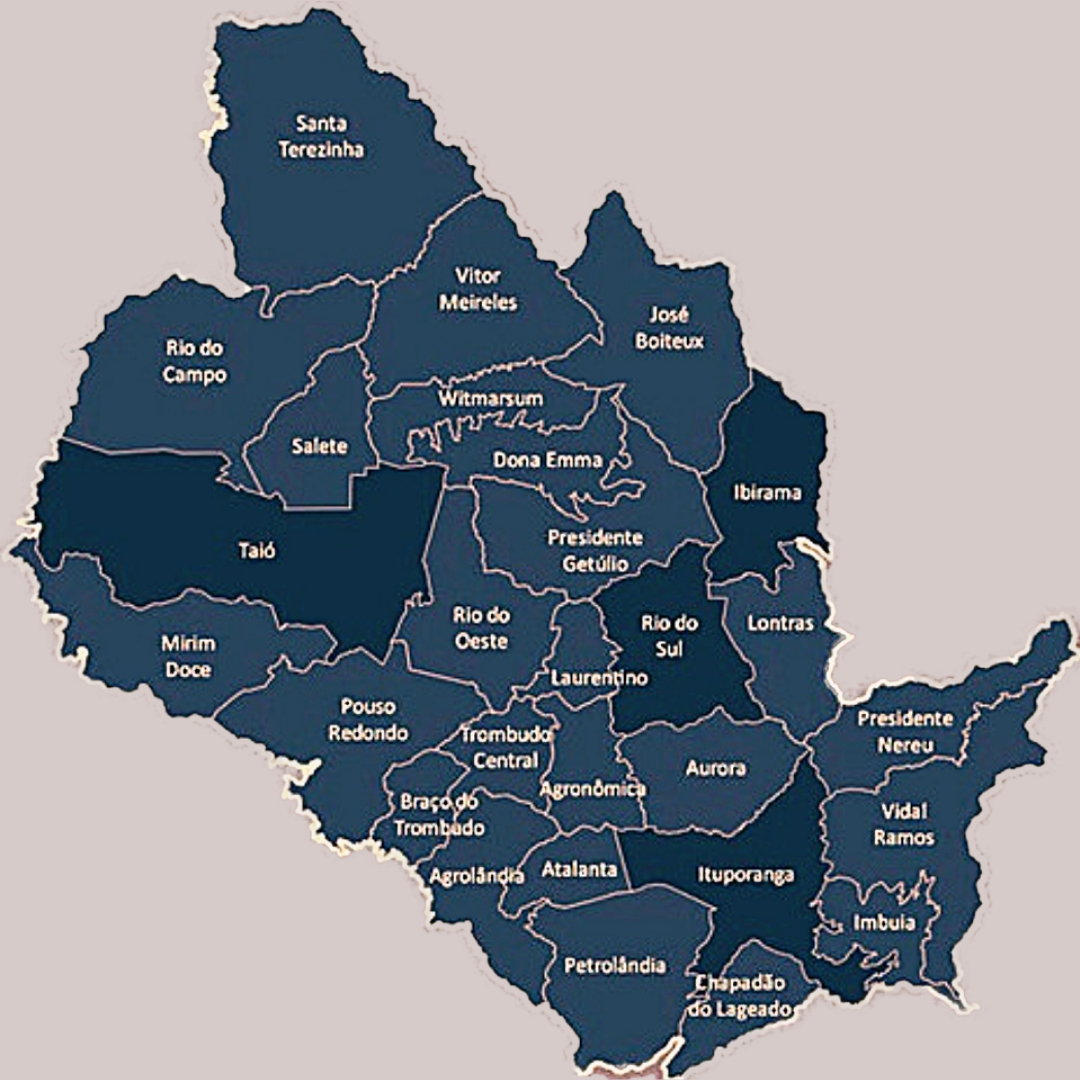 Santa
Terezinha
Vitor
Meireles
José
Boiteux
Rio do
Campo
Witmarsum
Salete
Dona Emma
Ibirama
Taió
Presidente
Getúlio
Rio do
Oeste
Rio do
Sul
Lontras
Mirim
Doce
Laurentino
Pouso
Redondo
Presidente
Nereu
Trombudo
Central
Aurora
Agronômica
Braço do
Trombudo
Vidal
Ramos
Agrolândia
Atalanta
Ituporanga
Imbuia
Petrolândia
Chapadão
do Lageado